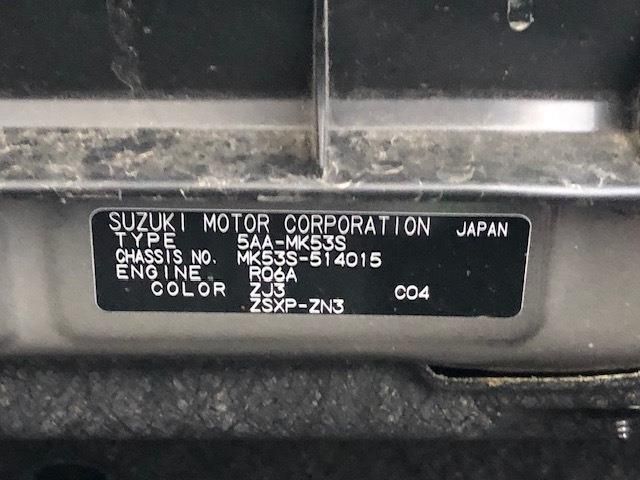 SUZUKI MOTOR CORPORATION JAPAN
TYPE 5AA-MK53S
CHASSIS NO. MK53S-514015
ENGINE R06A
COLOR ZJ3 C04
ZSXP-ZN3